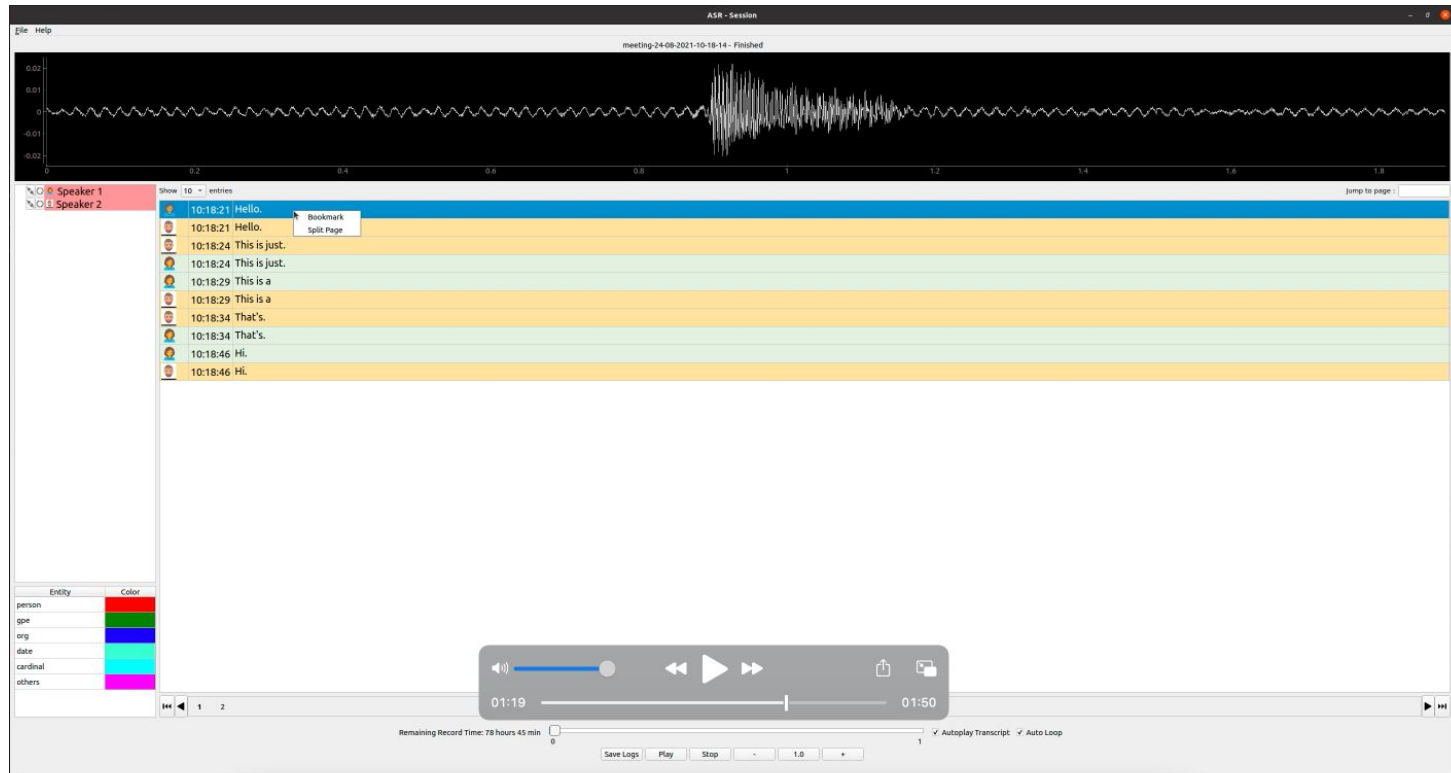 ASR - Session
File Help
meeting-24-08-2021-10-18-14 - Finished
0.02
0.01
0
-0.01
-0.02
0 0.2 0.4 0.6 0.8 1 1.2 1.4 1.6 1.8
Speaker 1
Speaker 2
Show 10 entries
Jump to page :
10:18:21 Hello.
Bookmark
Split Page
10:18:21 Hello.
10:18:24 This is just.
10:18:24 This is just.
10:18:29 This is a
10:18:29 This is a
10:18:34 That's.
10:18:34 That's.
10:18:46 Hi.
10:18:46 Hi.
Entity Color
person
gpe
org
date
cardinal
others
1 2
01:19 01:50
Remaining Record Time: 78 hours 45 min
0 1
Autoplay Transcript Auto Loop
Save Logs Play Stop - 1.0 +